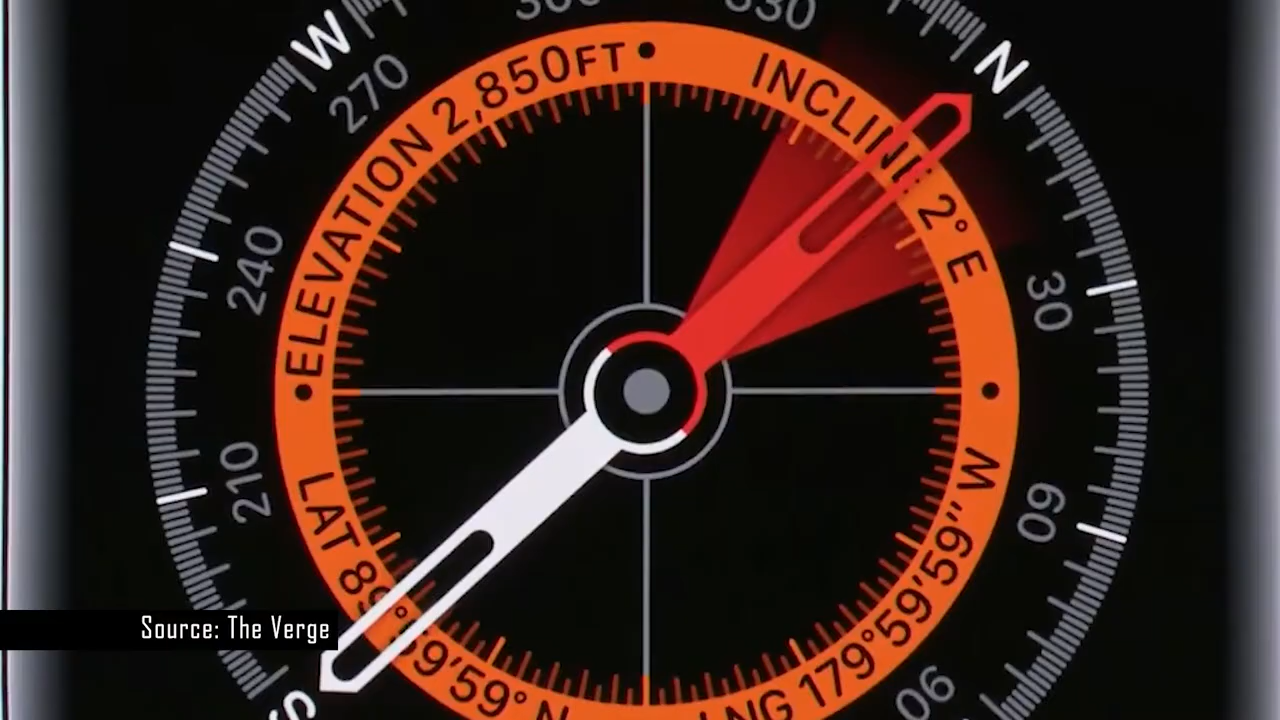 300
330
W
N
270
ELEVATION 2,850FT
INCLINE 2° E
240
30
210
60
LAT 89°59′59° N
LNG 179°59′59″ W
Source: The Verge
90
S